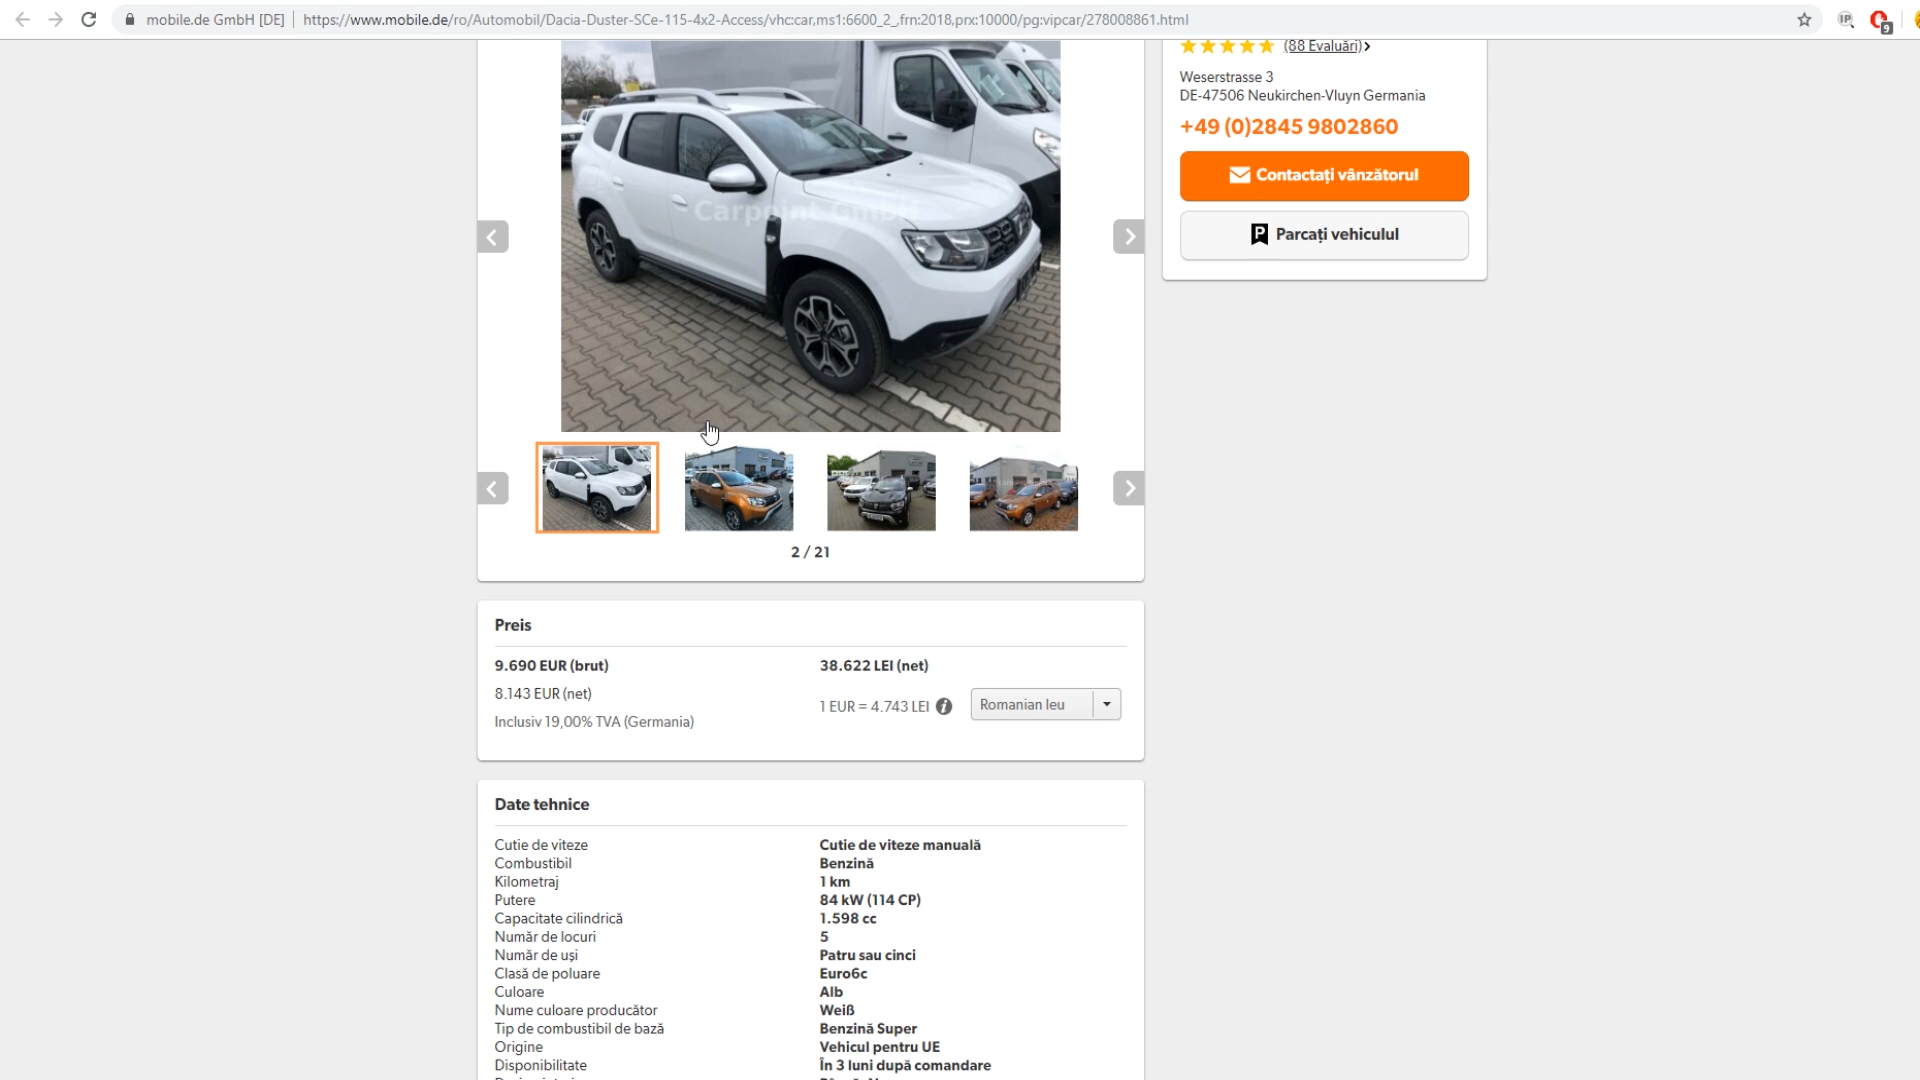 mobile.de GmbH [DE] | https://www.mobile.de/ro/Automobil/Dacia-Duster-SCe-115-4x2-Access/vhc:car,ms1:6600_2_,frn:2018,prx:10000/pg:vipcar/278008861.html
IP
9
(88 Evaluări)
Weserstrasse 3
DE-47506 Neukirchen-Vluyn Germania
+49 (0)2845 9802860
Contactați vânzătorul
P Parcați vehiculul
Carpoint GmbH
2 / 21
Preis
9.690 EUR (brut)
38.622 LEI (net)
8.143 EUR (net)
1 EUR = 4.743 LEI i Romanian leu
Inclusiv 19,00% TVA (Germania)
Date tehnice
Cutie de viteze Cutie de viteze manuală
Combustibil Benzină
Kilometraj 1 km
Putere 84 kW (114 CP)
Capacitate cilindrică 1.598 cc
Număr de locuri 5
Număr de uși Patru sau cinci
Clasă de poluare Euro6c
Culoare Alb
Nume culoare producător Weiß
Tip de combustibil de bază Benzină Super
Origine Vehicul pentru UE
Disponibilitate În 3 luni după comandare